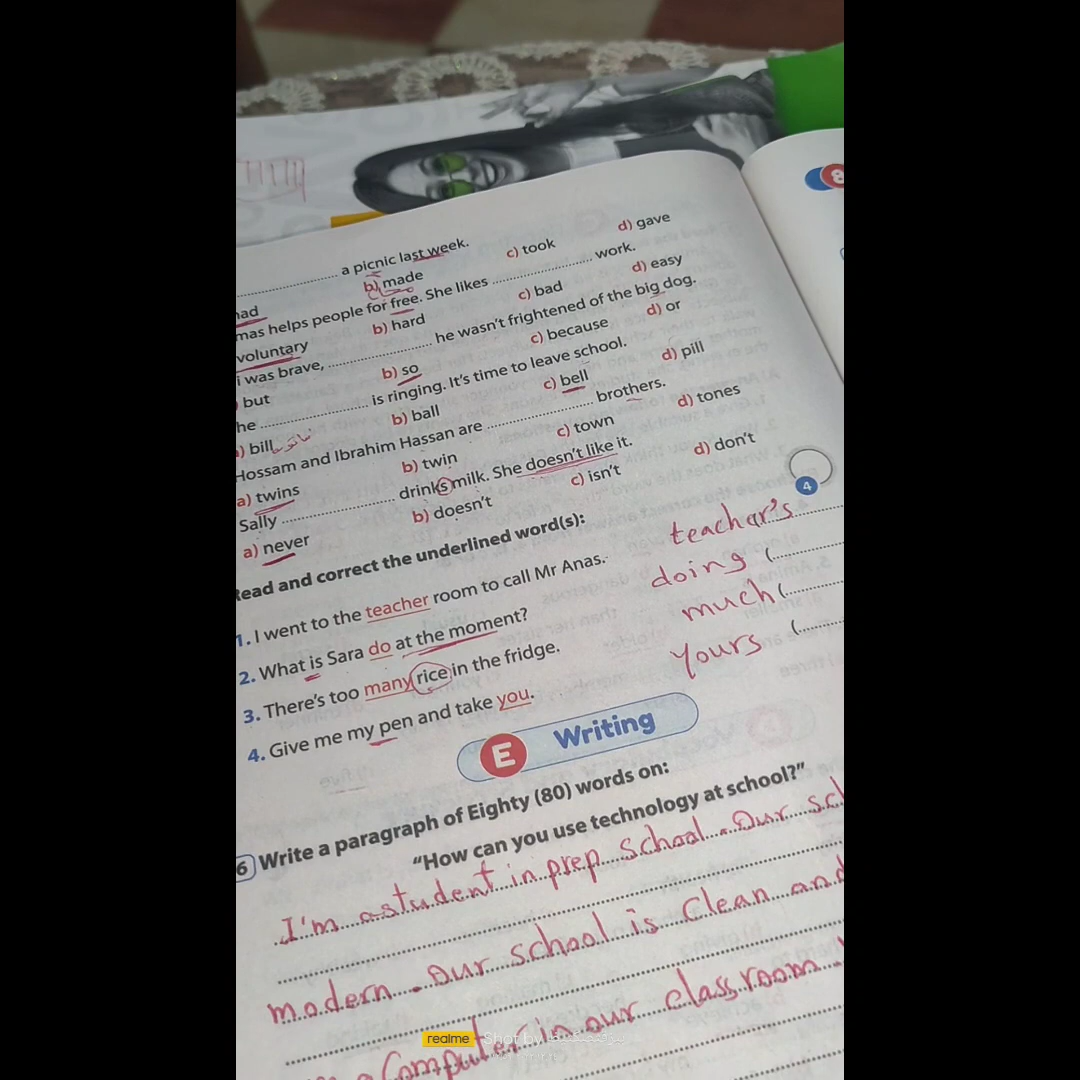 a picnic last week.
had b) made c) took d) gave
mas helps people for free. She likes work.
voluntary b) hard c) bad d) easy
i was brave, he wasn't frightened of the big dog.
but b) so c) because d) or
he is ringing. It's time to leave school.
) bill b) ball c) bell d) pill
Hossam and Ibrahim Hassan are brothers.
a) twins b) twin c) town d) tones
Sally drinks milk. She doesn't like it.
a) never b) doesn't c) isn't d) don't
4
Read and correct the underlined word(s):
1. I went to the teacher room to call Mr Anas. teachar's
2. What is Sara do at the moment? doing (
3. There's too many rice in the fridge. much (
4. Give me my pen and take you. yours (
E Writing
6 Write a paragraph of Eighty (80) words on:
"How can you use technology at school?"
I'm a student in prep school. Our
modern. Our school is clean and
a computer in our classroom
realme Shot by
8